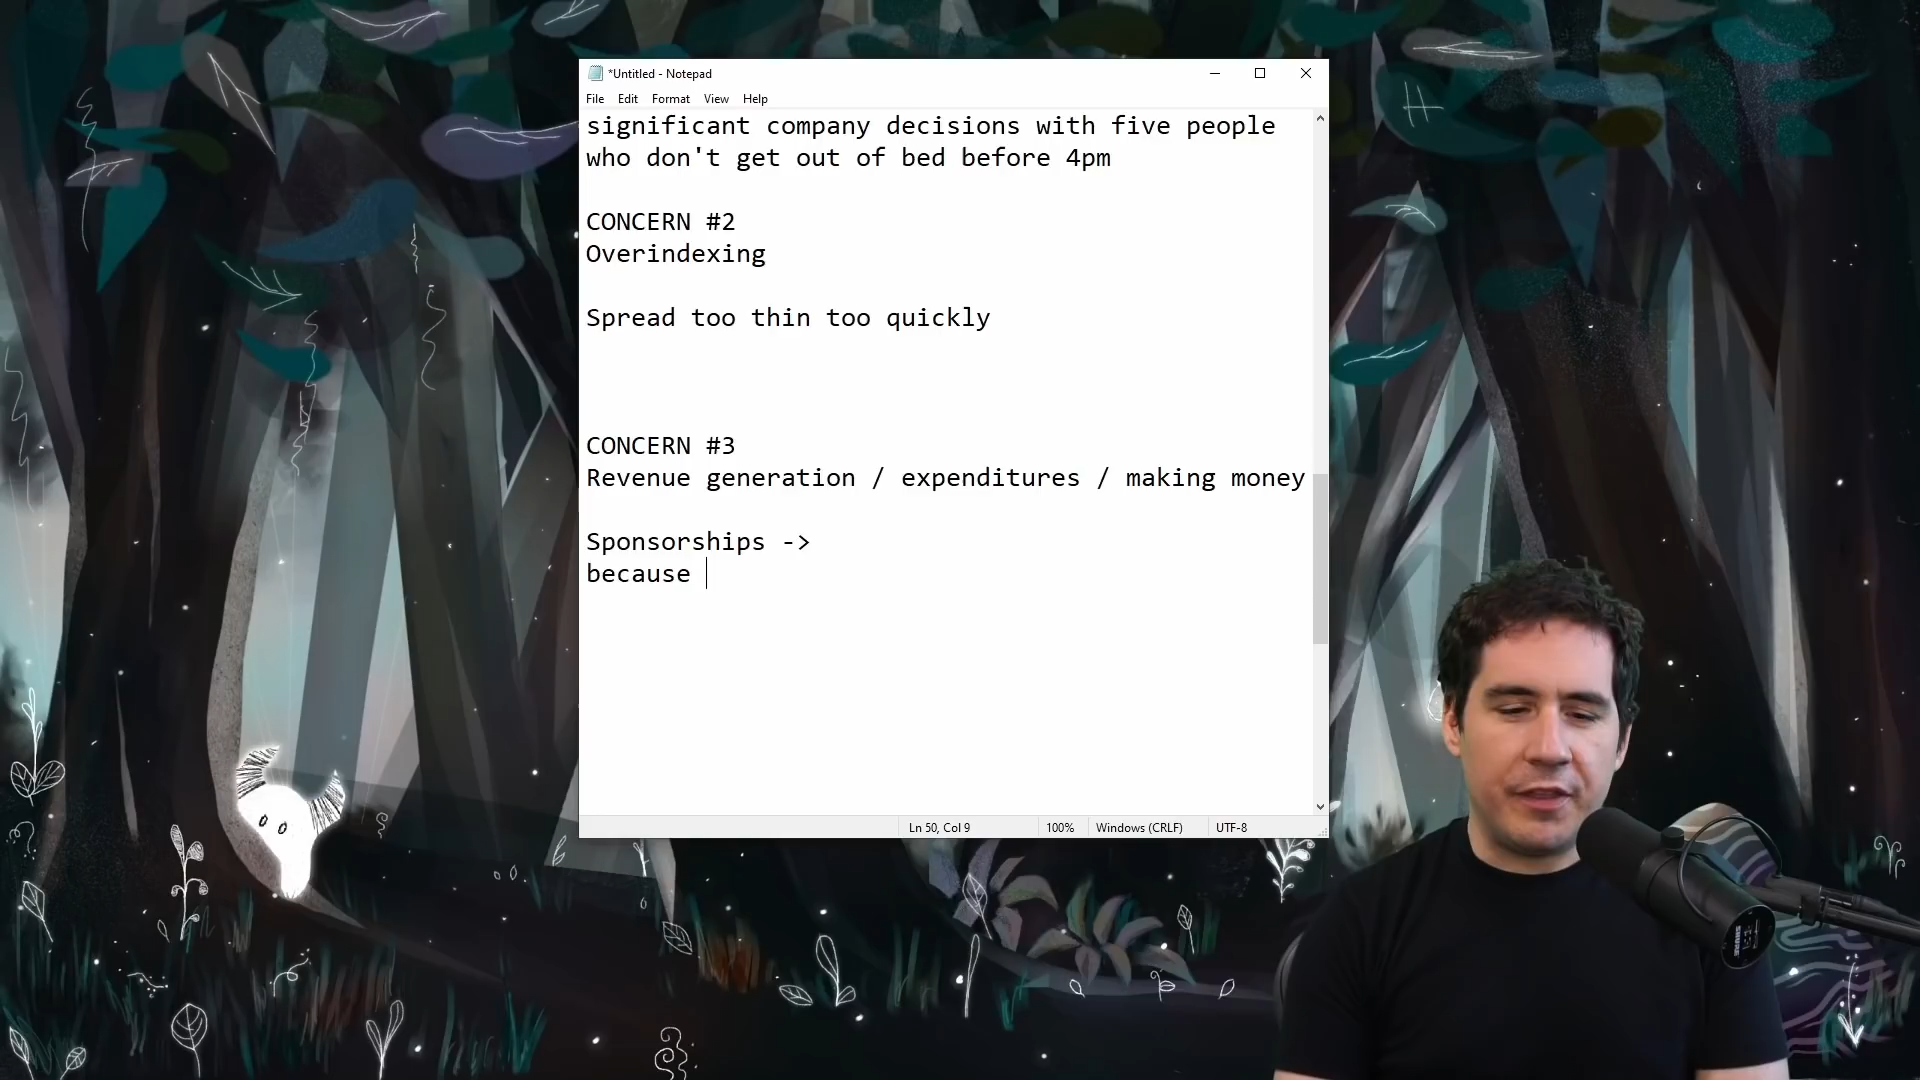 *Untitled - Notepad
File Edit Format View Help
significant company decisions with five people
who don't get out of bed before 4pm
CONCERN #2
Overindexing
Spread too thin too quickly
CONCERN #3
Revenue generation / expenditures / making money
Sponsorships ->
because
Ln 50, Col 9 100% Windows (CRLF) UTF-8
SHURE